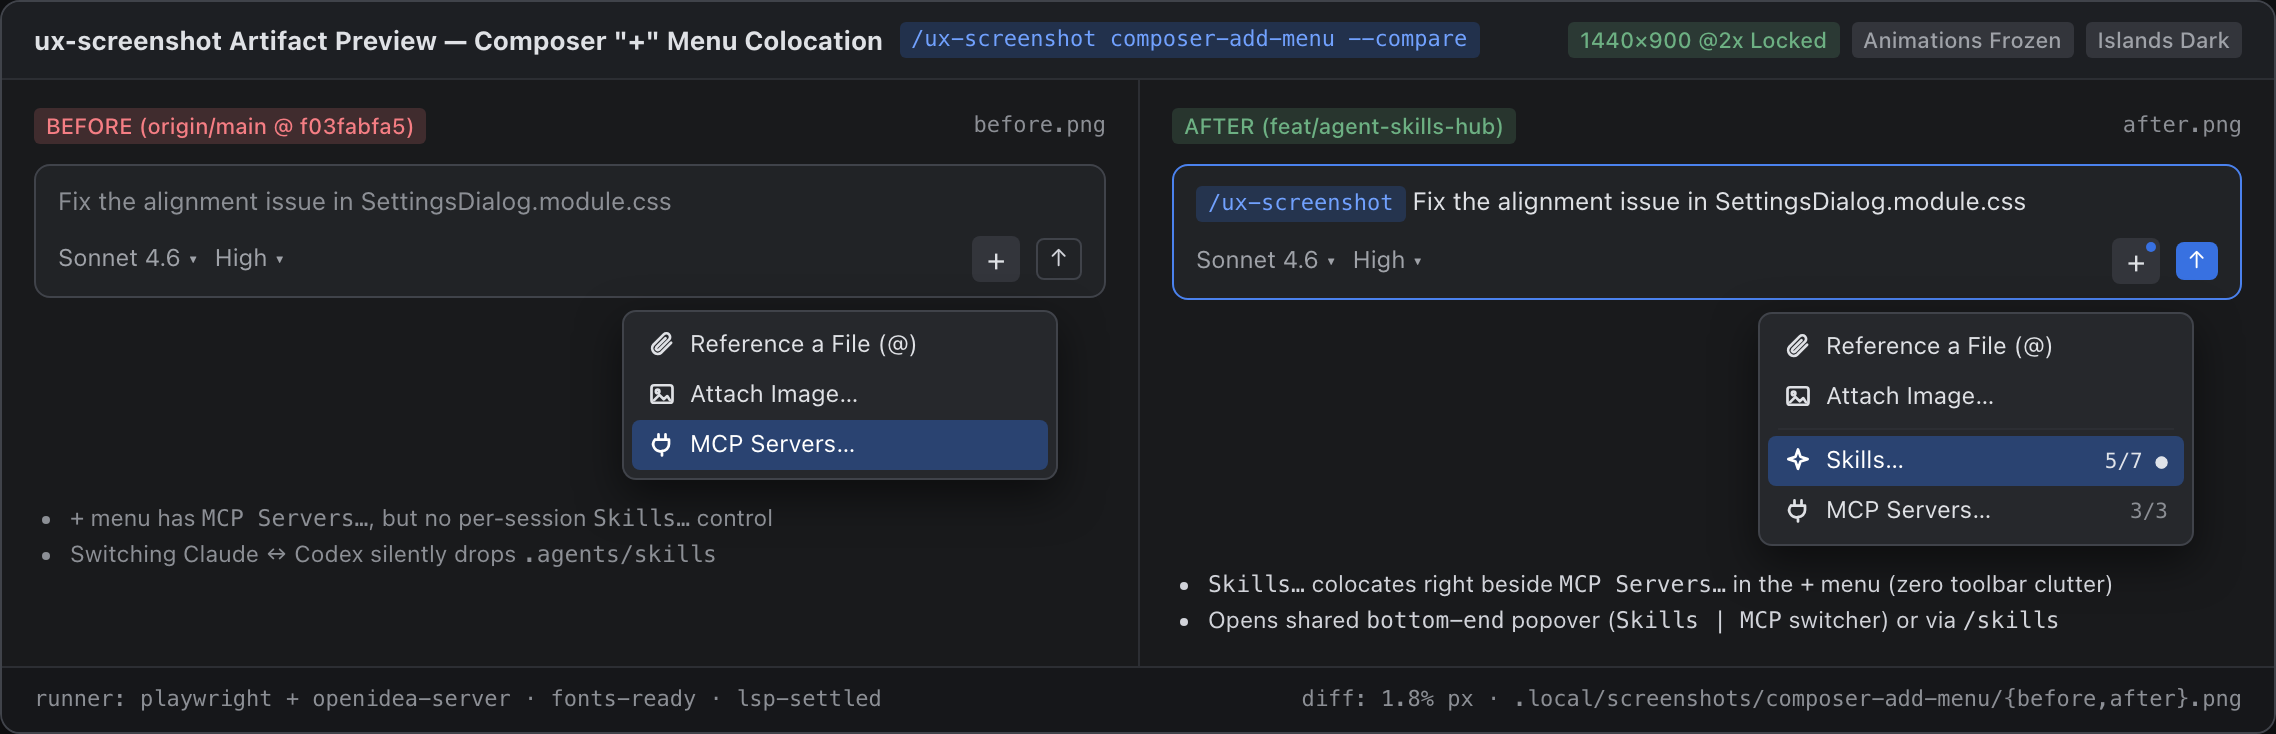 ux-screenshot Artifact Preview — Composer "+" Menu Colocation
/ux-screenshot composer-add-menu --compare
1440×900 @2x Locked
Animations Frozen
Islands Dark
BEFORE (origin/main @ f03fabfa5)
before.png
Fix the alignment issue in SettingsDialog.module.css
Sonnet 4.6 ▾ High ▾
+ ↑
Reference a File (@)
Attach Image…
MCP Servers…
• + menu has MCP Servers…, but no per-session Skills… control
• Switching Claude ↔ Codex silently drops .agents/skills
AFTER (feat/agent-skills-hub)
after.png
/ux-screenshot Fix the alignment issue in SettingsDialog.module.css
Sonnet 4.6 ▾ High ▾
+ ↑
Reference a File (@)
Attach Image…
Skills… 5/7 ●
MCP Servers… 3/3
• Skills… colocates right beside MCP Servers… in the + menu (zero toolbar clutter)
• Opens shared bottom-end popover (Skills | MCP switcher) or via /skills
runner: playwright + openidea-server · fonts-ready · lsp-settled
diff: 1.8% px · .local/screenshots/composer-add-menu/{before,after}.png